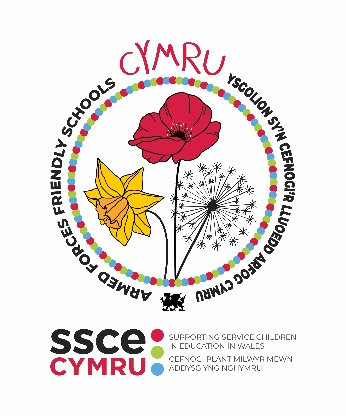 CYMRU
ARMED FORCES FRIENDLY SCHOOLS
YSGOLION SY'N CEFNOGI'R LLUOEDD ARFOG CYMRU
ssce
CYMRU
SUPPORTING SERVICE CHILDREN
IN EDUCATION IN WALES
CEFNOGI PLANT MILWYR MEWN
ADDYSG YNG NGHYMRU